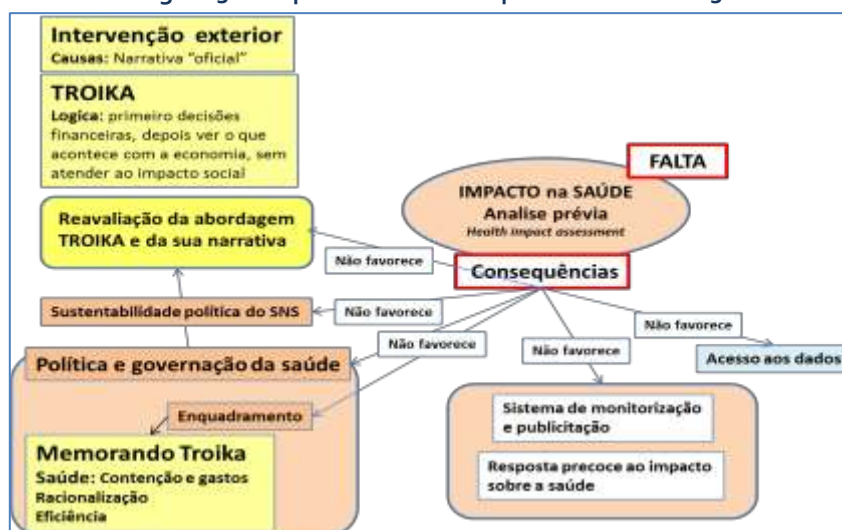 Intervenção exterior
Causas: Narrativa "oficial"
TROIKA
Logica: primeiro decisões
financeiras, depois ver o que
acontece com a economia, sem
atender ao impacto social
FALTA
IMPACTO na SAÚDE
Analise prévia
Health impact assessment
Reavaliação da abordagem
TROIKA e da sua narrativa
Não favorece
Consequências
Sustentabilidade política do SNS
Não favorece
Não favorece
Não favorece
Não favorece
Política e governação da saúde
Acesso aos dados
Enquadramento
Sistema de monitorização
e publicitação
Memorando Troika
Saúde: Contenção e gastos
Racionalização
Eficiência
Resposta precoce ao impacto
sobre a saúde